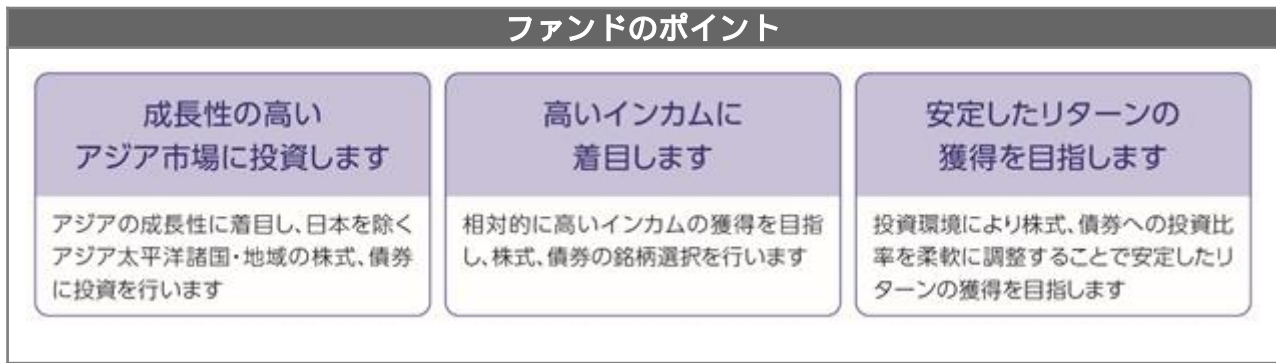 ファンドのポイント
成長性の高い
アジア市場に投資します
アジアの成長性に着目し、日本を除く
アジア太平洋諸国・地域の株式、債券
に投資を行います
高いインカムに
着目します
相対的に高いインカムの獲得を目指
し、株式、債券の銘柄選択を行います
安定したリターンの
獲得を目指します
投資環境により株式、債券への投資比
率を柔軟に調整することで安定したリ
ターンの獲得を目指します